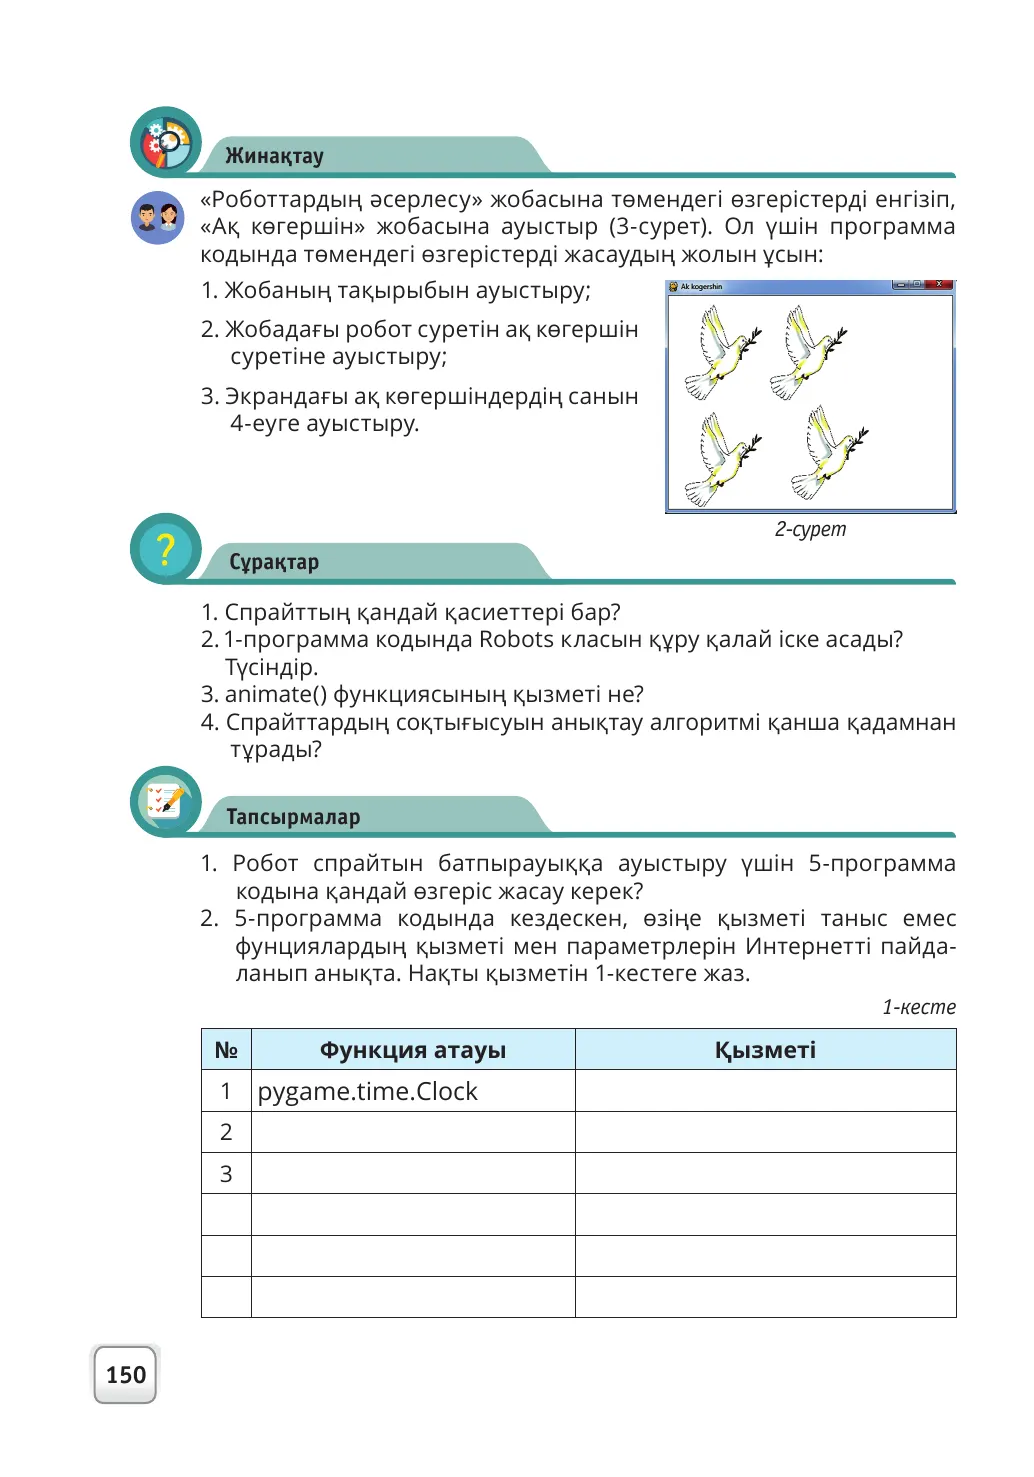 Жинақтау
«Роботтардың әсерлесу» жобасына төмендегі өзгерістерді енгізіп,
«Ақ көгершін» жобасына ауыстыр (3-сурет). Ол үшін программа
кодында төмендегі өзгерістерді жасаудың жолын ұсын:
1. Жобаның тақырыбын ауыстыру;
2. Жобадағы робот суретін ақ көгершін
суретіне ауыстыру;
3. Экрандағы ақ көгершіндердің санын
4-еуге ауыстыру.
Ak kogershin
2-сурет
?
Сұрақтар
1. Спрайттың қандай қасиеттері бар?
2. 1-программа кодында Robots класын құру қалай іске асады?
Түсіндір.
3. animate() функциясының қызметі не?
4. Спрайттардың соқтығысуын анықтау алгоритмі қанша қадамнан
тұрады?
Тапсырмалар
1. Робот спрайтын батпырауыққа ауыстыру үшін 5-программа
кодына қандай өзгеріс жасау керек?
2. 5-программа кодында кездескен, өзіңе қызметі таныс емес
фунциялардың қызметі мен параметрлерін Интернетті пайда-
ланып анықта. Нақты қызметін 1-кестеге жаз.
1-кесте
№ Функция атауы Қызметі
1 pygame.time.Clock
2
3
150